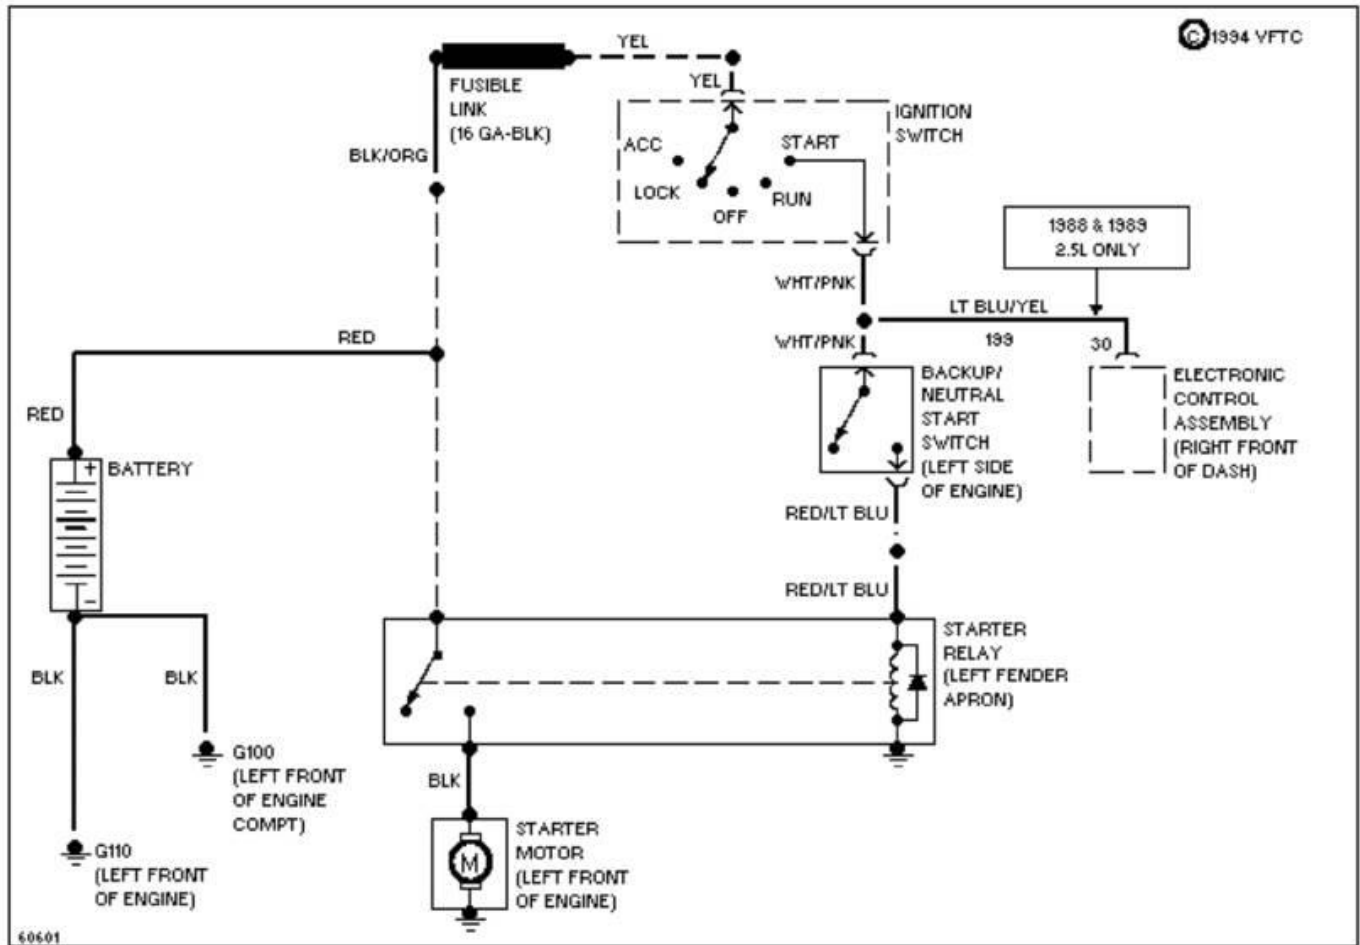 YEL
© 1994 VFTC
FUSIBLE
LINK
(16 GA-BLK)
YEL
IGNITION
SWITCH
BLK/ORG
ACC
START
LOCK
OFF
RUN
1988 & 1989
2.5L ONLY
WHT/PNK
LT BLU/YEL
RED
WHT/PNK
199
30
BACKUP/
NEUTRAL
START
SWITCH
(LEFT SIDE
OF ENGINE)
ELECTRONIC
CONTROL
ASSEMBLY
(RIGHT FRONT
OF DASH)
RED
+
BATTERY
–
RED/LT BLU
RED/LT BLU
STARTER
RELAY
(LEFT FENDER
APRON)
BLK
BLK
G100
(LEFT FRONT
OF ENGINE
COMPT)
BLK
G110
(LEFT FRONT
OF ENGINE)
M
STARTER
MOTOR
(LEFT FRONT
OF ENGINE)
60601